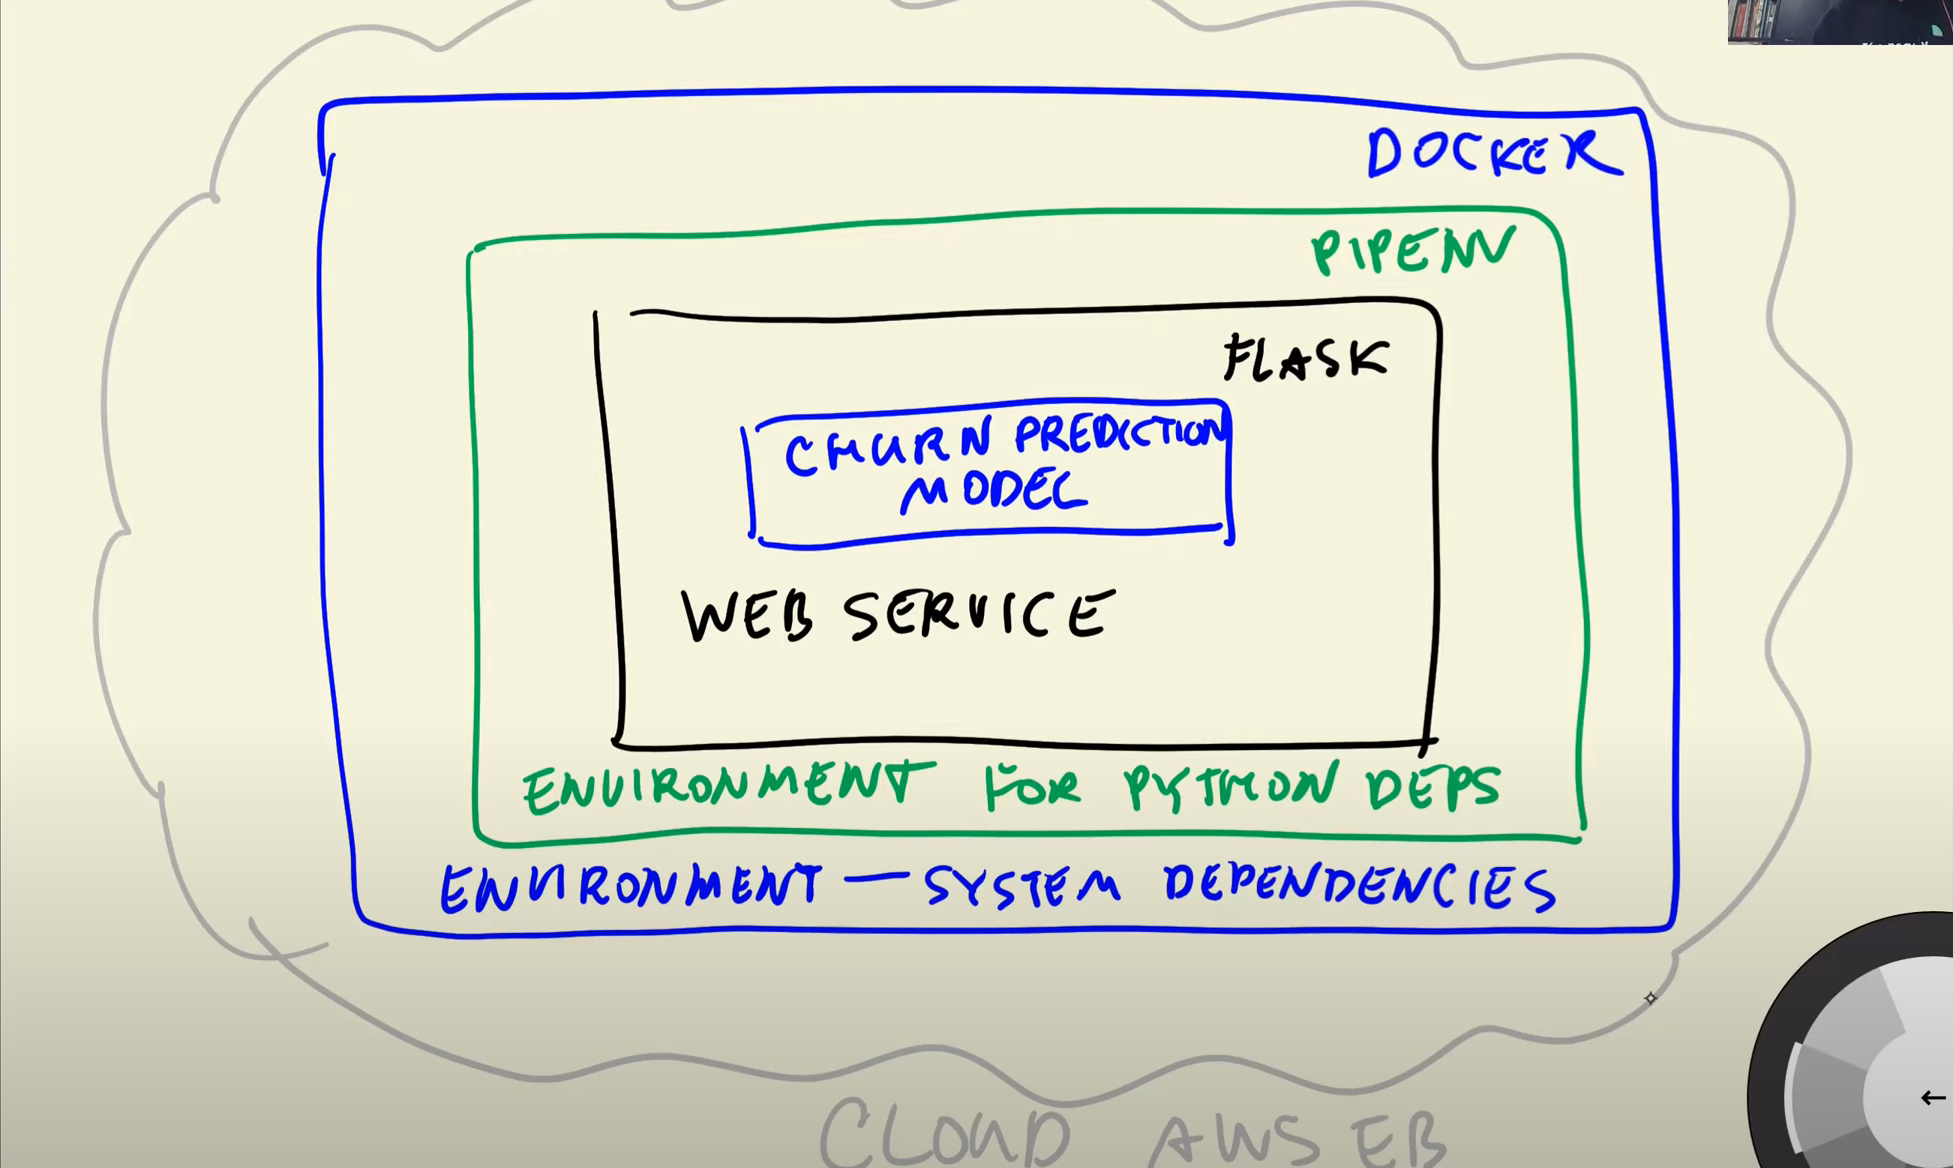 DOCKER
PIPENV
FLASK
CHURN PREDICTION
MODEL
WEB SERVICE
ENVIRONMENT FOR PYTHON DEPS
ENVIRONMENT — SYSTEM DEPENDENCIES
CLOUD AWS EB